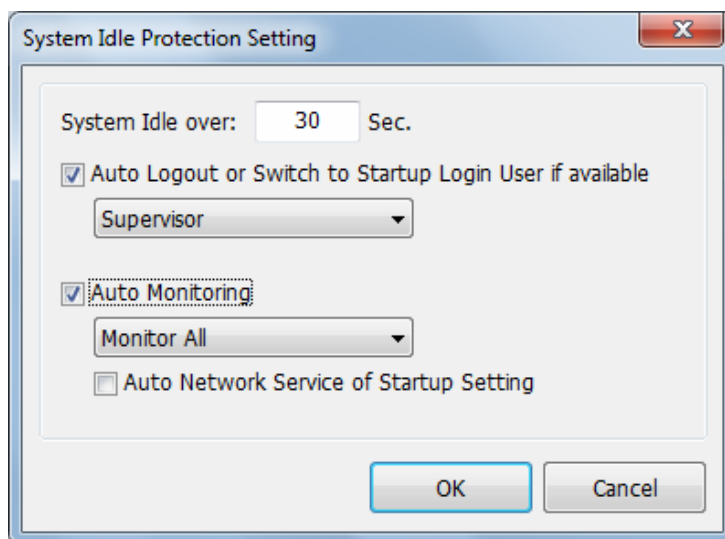 System Idle Protection Setting
System Idle over: 30 Sec.
Auto Logout or Switch to Startup Login User if available
Supervisor
Auto Monitoring
Monitor All
Auto Network Service of Startup Setting
OK Cancel